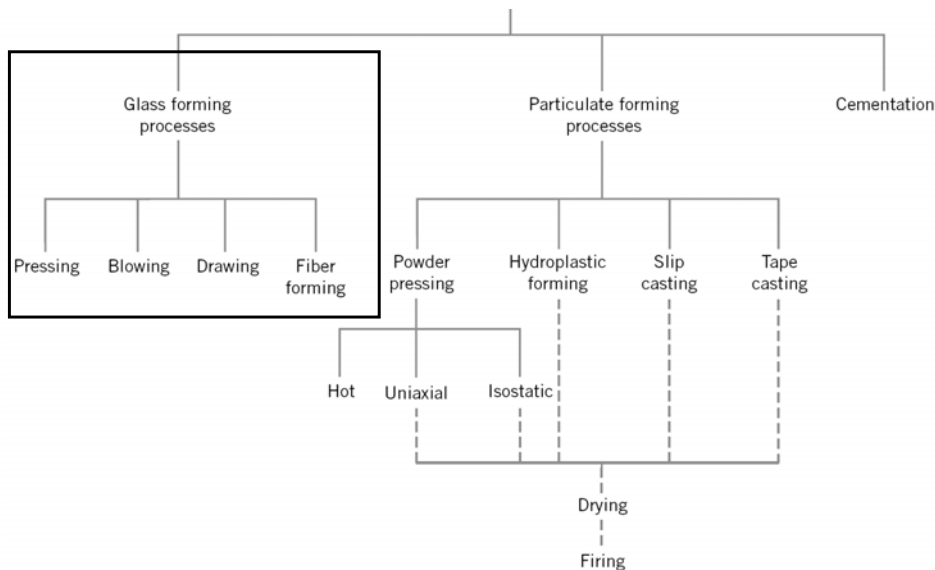 Glass forming
processes
Particulate forming
processes
Cementation
Pressing
Blowing
Drawing
Fiber
forming
Powder
pressing
Hydroplastic
forming
Slip
casting
Tape
casting
Hot
Uniaxial
Isostatic
Drying
Firing